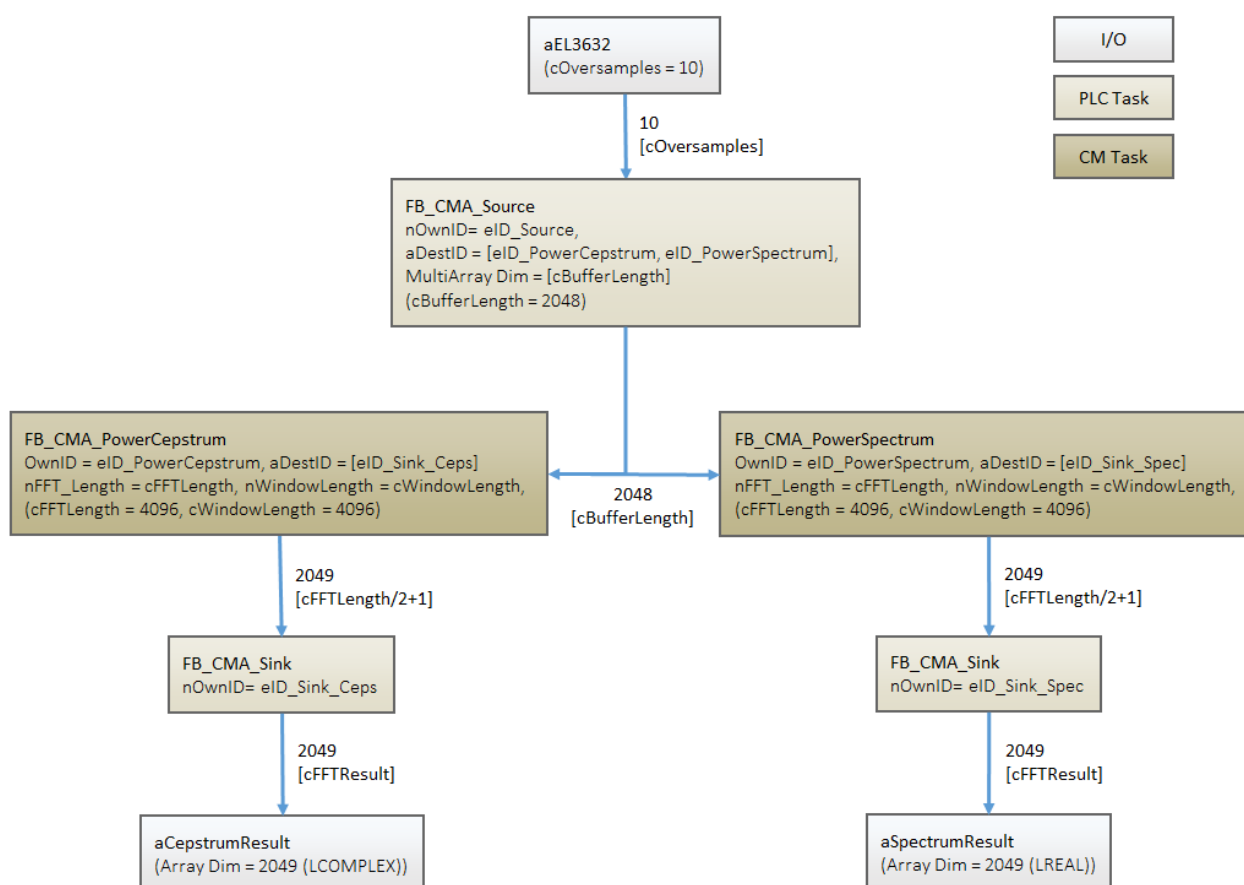 aEL3632
(cOversamples = 10)
I/O
PLC Task
CM Task
10
[cOversamples]
FB_CMA_Source
nOwnID= eID_Source,
aDestID = [eID_PowerCepstrum, eID_PowerSpectrum],
MultiArray Dim = [cBufferLength]
(cBufferLength = 2048)
FB_CMA_PowerCepstrum
OwnID = eID_PowerCepstrum, aDestID = [eID_Sink_Ceps]
nFFT_Length = cFFTLength, nWindowLength = cWindowLength,
(cFFTLength = 4096, cWindowLength = 4096)
2048
[cBufferLength]
FB_CMA_PowerSpectrum
OwnID = eID_PowerSpectrum, aDestID = [eID_Sink_Spec]
nFFT_Length = cFFTLength, nWindowLength = cWindowLength,
(cFFTLength = 4096, cWindowLength = 4096)
2049
[cFFTLength/2+1]
2049
[cFFTLength/2+1]
FB_CMA_Sink
nOwnID= eID_Sink_Ceps
FB_CMA_Sink
nOwnID= eID_Sink_Spec
2049
[cFFTResult]
2049
[cFFTResult]
aCepstrumResult
(Array Dim = 2049 (LCOMPLEX))
aSpectrumResult
(Array Dim = 2049 (LREAL))